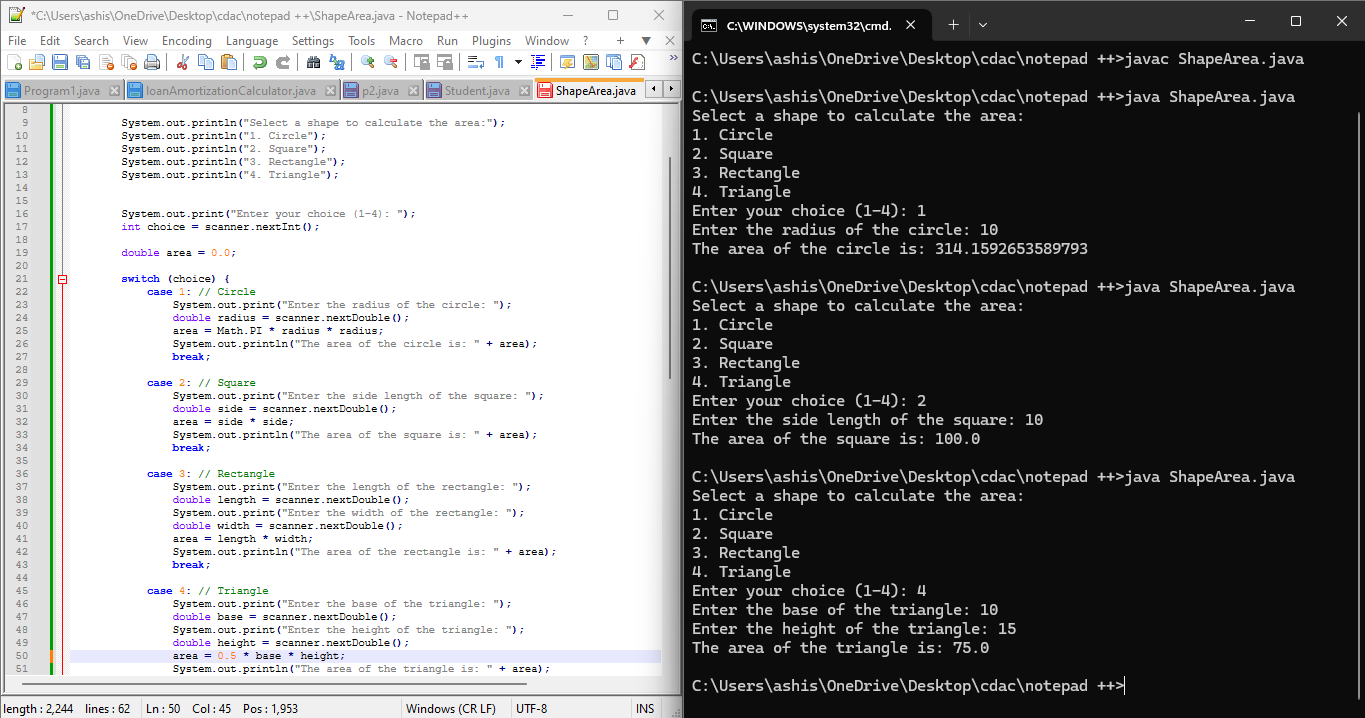 *C:\Users\ashis\OneDrive\Desktop\cdac\notepad ++\ShapeArea.java - Notepad++
File Edit Search View Encoding Language Settings Tools Macro Run Plugins Window ? + ▼ X
Program1.java loanAmortizationCalculator.java p2.java Student.java ShapeArea.java
8
9 System.out.println("Select a shape to calculate the area:");
10 System.out.println("1. Circle");
11 System.out.println("2. Square");
12 System.out.println("3. Rectangle");
13 System.out.println("4. Triangle");
14
15
16 System.out.print("Enter your choice (1-4): ");
17 int choice = scanner.nextInt();
18
19 double area = 0.0;
20
21 switch (choice) {
22 case 1: // Circle
23 System.out.print("Enter the radius of the circle: ");
24 double radius = scanner.nextDouble();
25 area = Math.PI * radius * radius;
26 System.out.println("The area of the circle is: " + area);
27 break;
28
29 case 2: // Square
30 System.out.print("Enter the side length of the square: ");
31 double side = scanner.nextDouble();
32 area = side * side;
33 System.out.println("The area of the square is: " + area);
34 break;
35
36 case 3: // Rectangle
37 System.out.print("Enter the length of the rectangle: ");
38 double length = scanner.nextDouble();
39 System.out.print("Enter the width of the rectangle: ");
40 double width = scanner.nextDouble();
41 area = length * width;
42 System.out.println("The area of the rectangle is: " + area);
43 break;
44
45 case 4: // Triangle
46 System.out.print("Enter the base of the triangle: ");
47 double base = scanner.nextDouble();
48 System.out.print("Enter the height of the triangle: ");
49 double height = scanner.nextDouble();
50 area = 0.5 * base * height;
51 System.out.println("The area of the triangle is: " + area);
length : 2,244 lines : 62 Ln : 50 Col : 45 Pos : 1,953 Windows (CR LF) UTF-8 INS
C:\WINDOWS\system32\cmd.
C:\Users\ashis\OneDrive\Desktop\cdac\notepad ++>javac ShapeArea.java
C:\Users\ashis\OneDrive\Desktop\cdac\notepad ++>java ShapeArea.java
Select a shape to calculate the area:
1. Circle
2. Square
3. Rectangle
4. Triangle
Enter your choice (1-4): 1
Enter the radius of the circle: 10
The area of the circle is: 314.1592653589793
C:\Users\ashis\OneDrive\Desktop\cdac\notepad ++>java ShapeArea.java
Select a shape to calculate the area:
1. Circle
2. Square
3. Rectangle
4. Triangle
Enter your choice (1-4): 2
Enter the side length of the square: 10
The area of the square is: 100.0
C:\Users\ashis\OneDrive\Desktop\cdac\notepad ++>java ShapeArea.java
Select a shape to calculate the area:
1. Circle
2. Square
3. Rectangle
4. Triangle
Enter your choice (1-4): 4
Enter the base of the triangle: 10
Enter the height of the triangle: 15
The area of the triangle is: 75.0
C:\Users\ashis\OneDrive\Desktop\cdac\notepad ++>